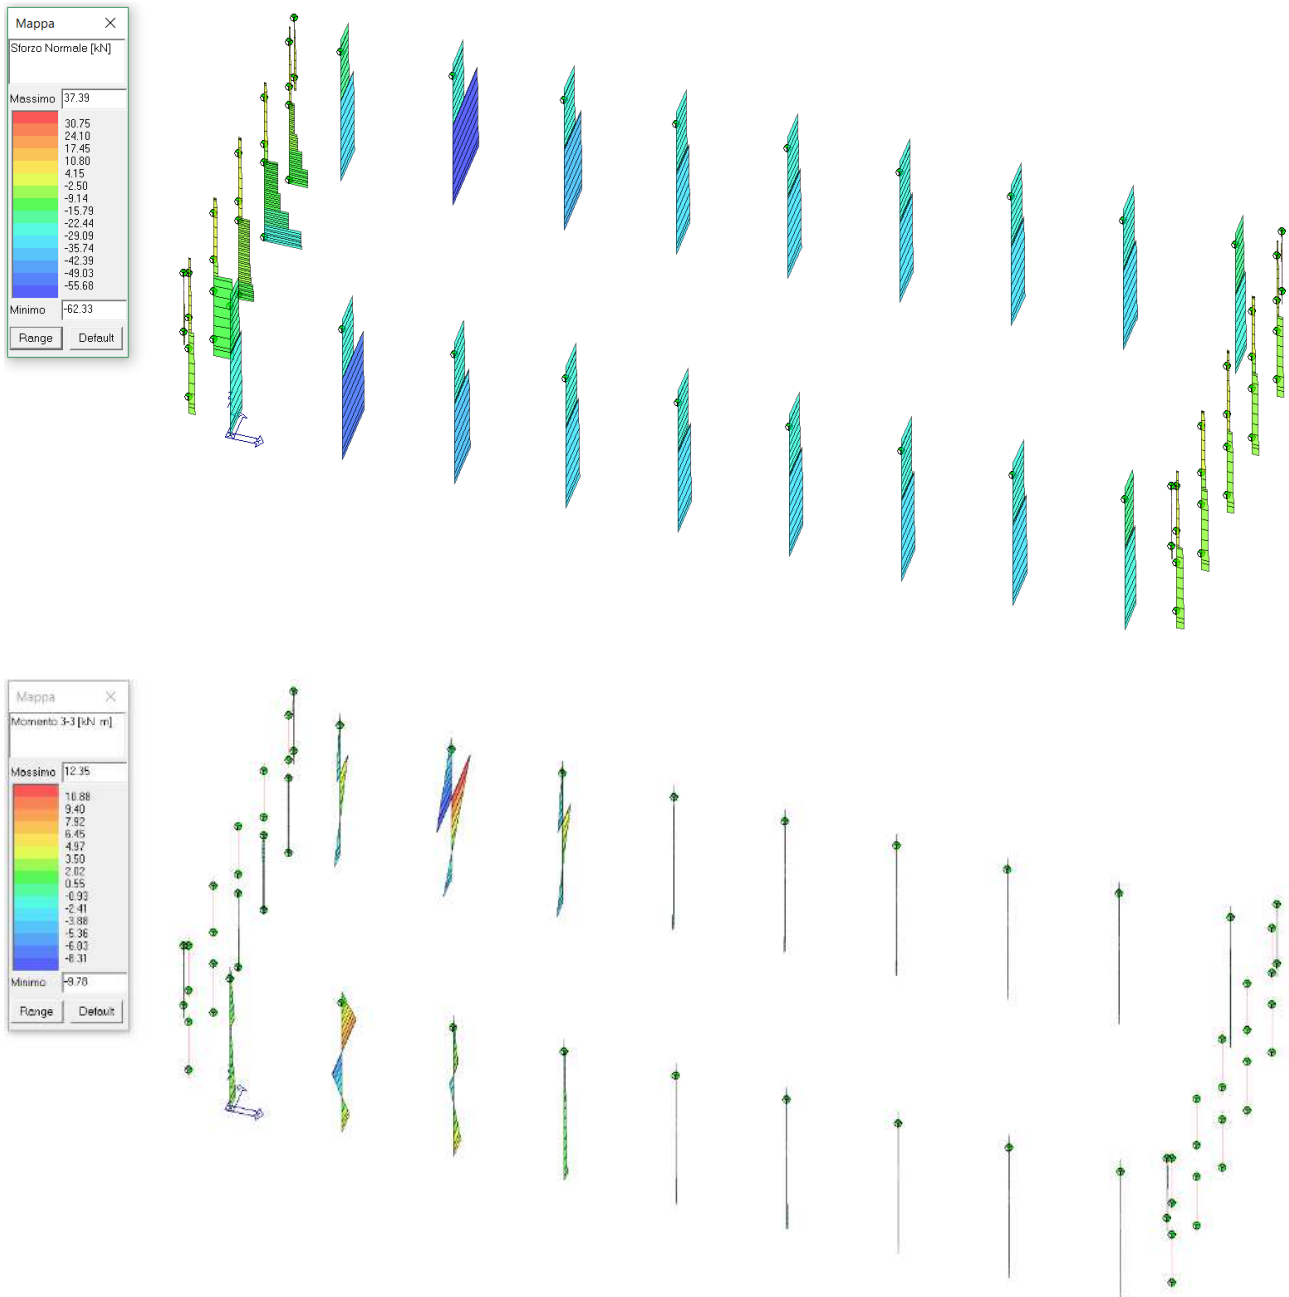 Mappa
Sforzo Normale [kN]
Massimo 37.39
30.75
24.10
17.45
10.80
4.15
-2.50
-9.14
-15.79
-22.44
-29.09
-35.74
-42.39
-49.03
-55.68
Minimo -62.33
Range Default
Mappa
Momento 3-3 [kN m]
Massimo 12.35
10.88
9.40
7.92
6.45
4.97
3.50
2.02
0.55
-0.93
-2.41
-3.88
-5.36
-6.83
-8.31
Minimo -9.78
Range Default